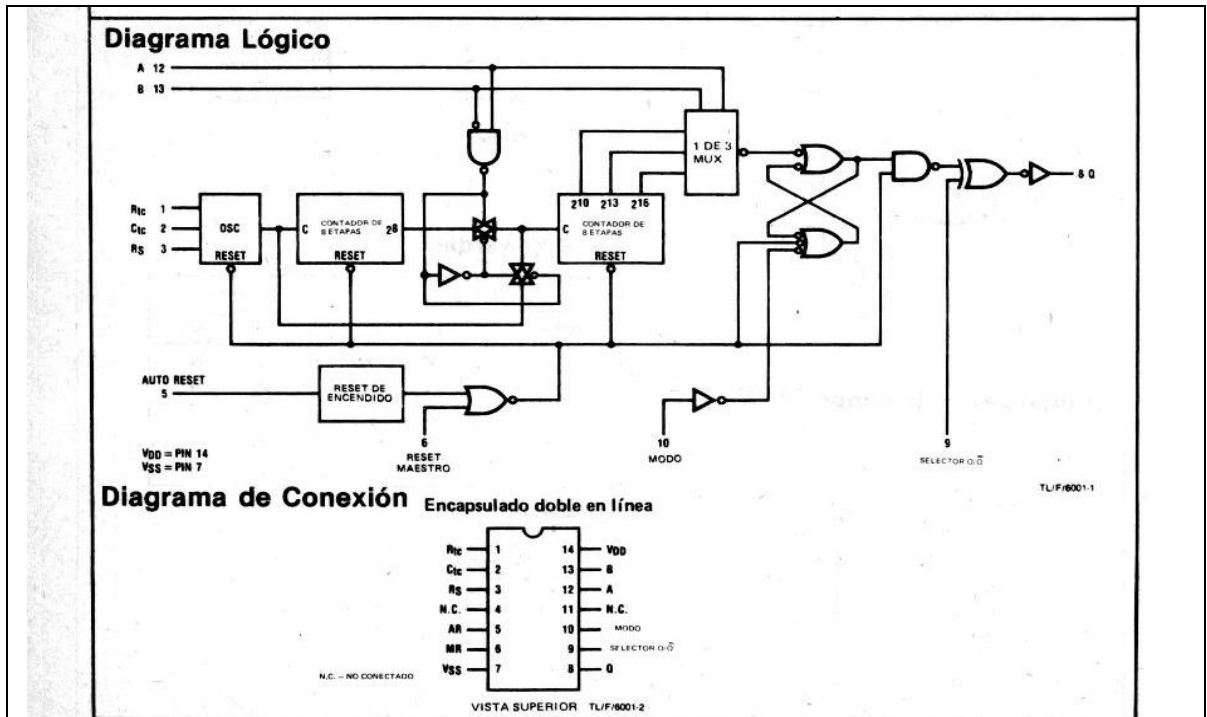 Diagrama Lógico
A 12
B 13
1 DE 3
MUX
8 Q
2¹⁰ 2¹³ 2¹⁶
Rtc 1
Ctc 2
RS 3
OSC
RESET
C
CONTADOR DE
8 ETAPAS
2⁸
RESET
C
CONTADOR DE
8 ETAPAS
RESET
AUTO RESET
5
RESET DE
ENCENDIDO
6
RESET
MAESTRO
10
MODO
9
SELECTOR Q/Q̅
VDD = PIN 14
VSS = PIN 7
TL/F/6001-1
Diagrama de Conexión
Encapsulado doble en línea
Rtc 1 14 VDD
Ctc 2 13 B
RS 3 12 A
N.C. 4 11 N.C.
AR 5 10 MODO
MR 6 9 SELECTOR Q/Q̅
VSS 7 8 Q
N.C. – NO CONECTADO
VISTA SUPERIOR TL/F/6001-2